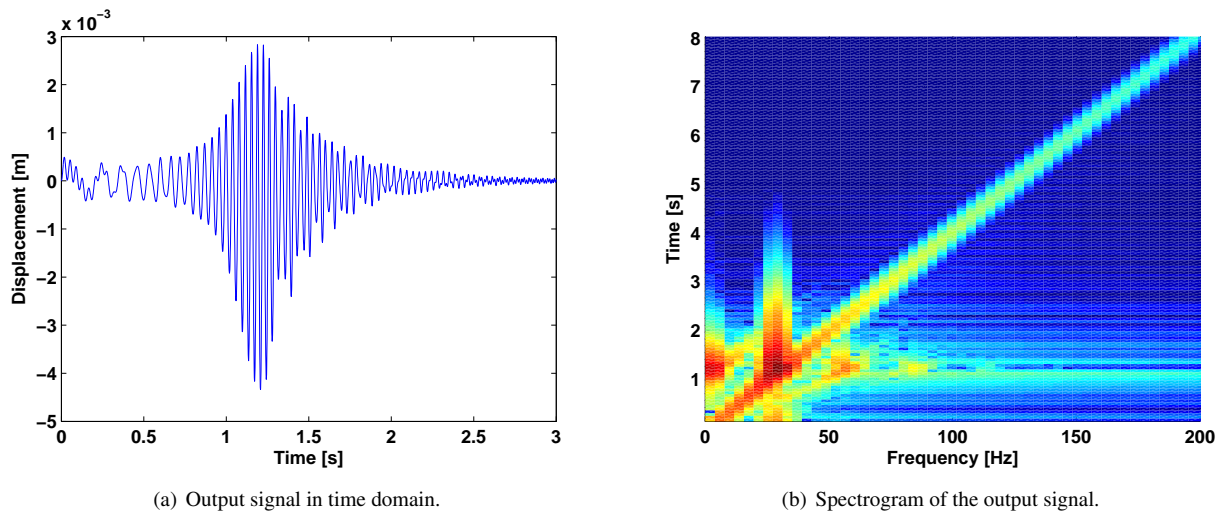 x 10⁻³
3
2
1
0
−1
−2
−3
−4
−5
0 0.5 1 1.5 2 2.5 3
Displacement [m]
Time [s]
(a) Output signal in time domain.
8
7
6
5
4
3
2
1
0 50 100 150 200
Time [s]
Frequency [Hz]
(b) Spectrogram of the output signal.